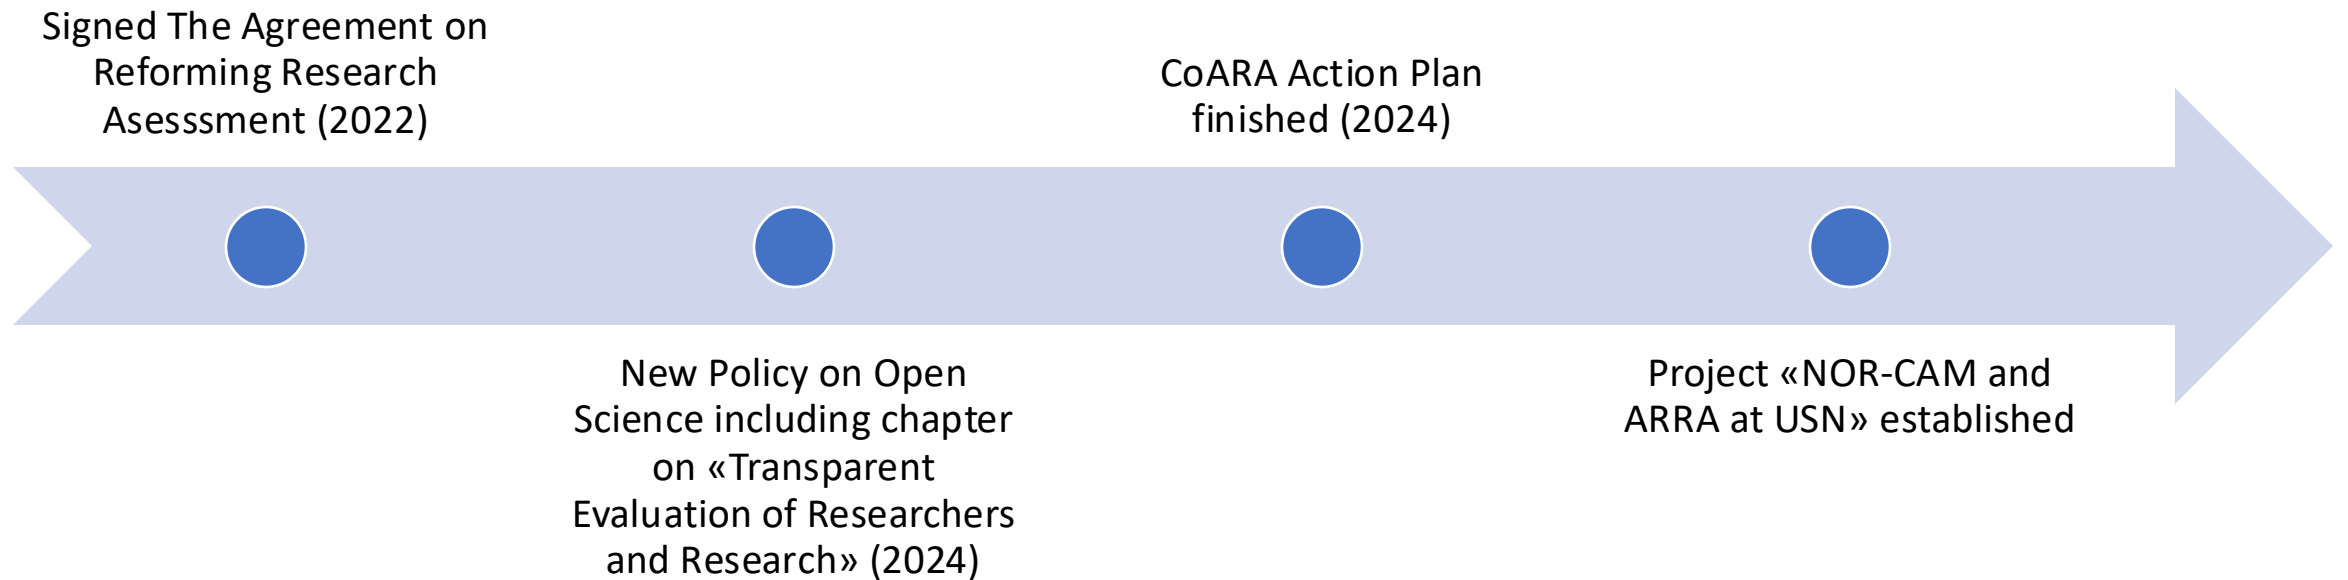 Signed The Agreement on
Reforming Research
Asesssment (2022)
New Policy on Open
Science including chapter
on «Transparent
Evaluation of Researchers
and Research» (2024)
CoARA Action Plan
finished (2024)
Project «NOR-CAM and
ARRA at USN» established